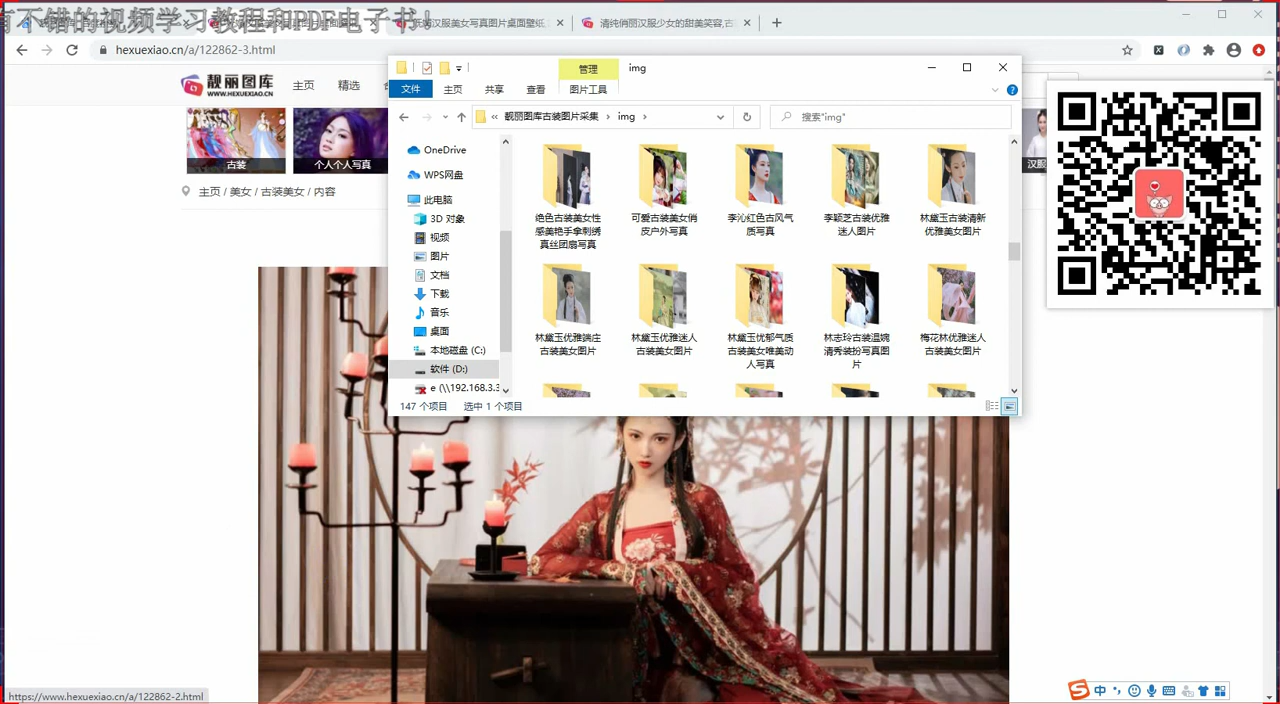 有不错的视频学习教程和PDF电子书!
清纯俏丽汉服少女的甜美笑容,古
hexuexiao.cn/a/122862-3.html
靓丽图库
WWW.HEXUEXIAO.CN
主页
精选
古装
个人个人写真
汉服
主页 / 美女 / 古装美女 / 内容
管理
img
文件
主页
共享
查看
图片工具
靓丽图库古装图片采集 › img ›
搜索"img"
OneDrive
WPS网盘
此电脑
3D 对象
视频
图片
文档
下载
音乐
桌面
本地磁盘 (C:)
软件 (D:)
e (\\192.168.3.3
绝色古装美女性
感美艳手拿刺绣
真丝团扇写真
可爱古装美女俏
皮户外写真
李沁红色古风气
质写真
李颖芝古装优雅
迷人图片
林黛玉古装清新
优雅美女图片
林黛玉优雅端庄
古装美女图片
林黛玉优雅迷人
古装美女图片
林黛玉忧郁气质
古装美女唯美动
人写真
林志玲古装温婉
清秀装扮写真图
片
梅花林优雅迷人
古装美女图片
147 个项目
选中 1 个项目
https://www.hexuexiao.cn/a/122862-2.html
中